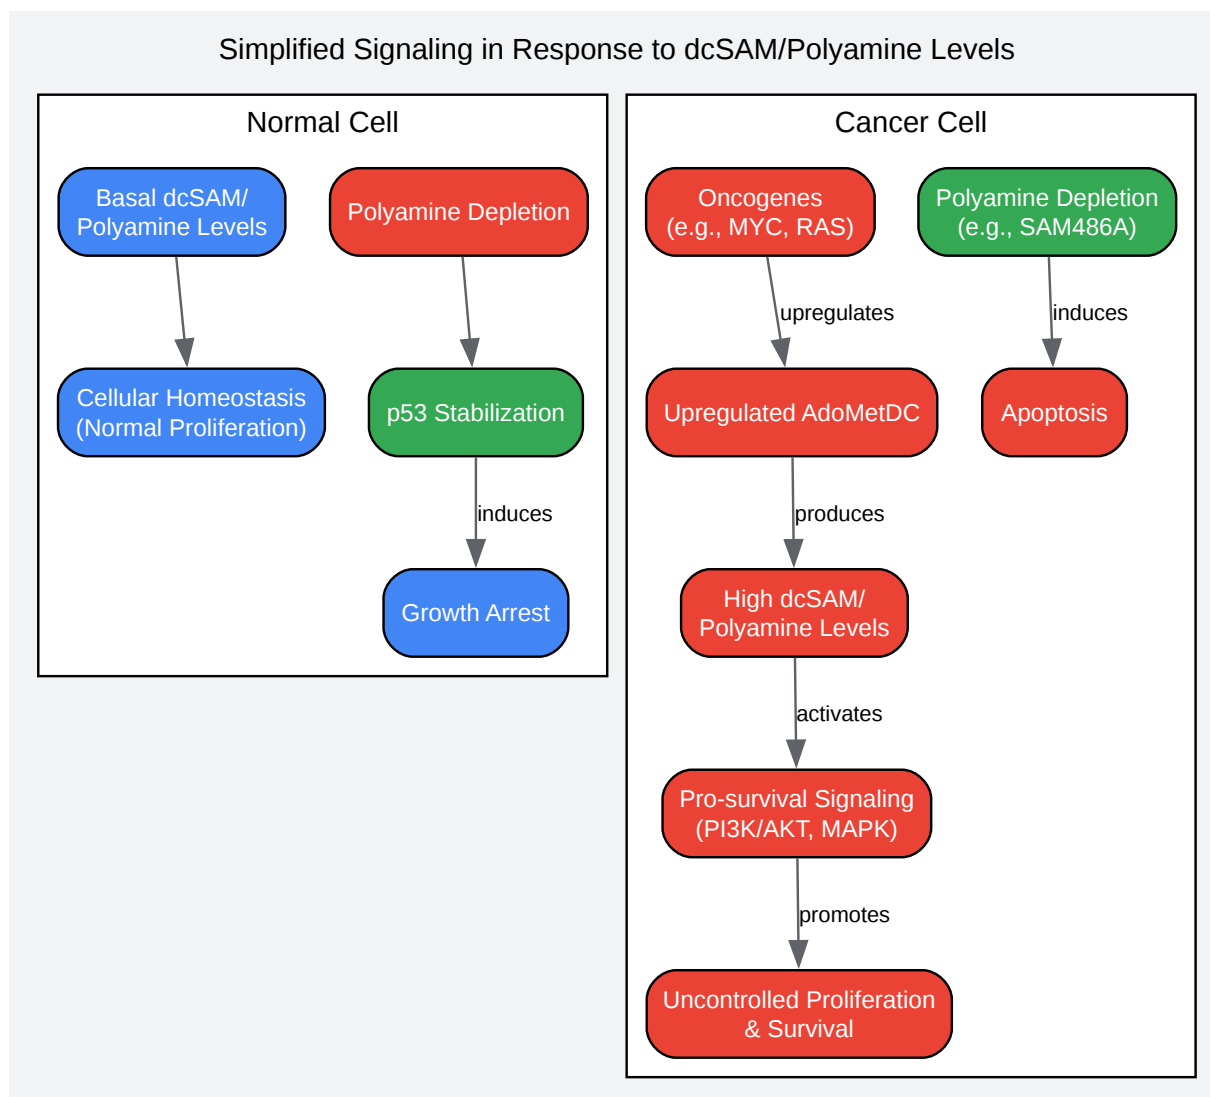 Simplified Signaling in Response to dcSAM/Polyamine Levels
Normal Cell
Basal dcSAM/
Polyamine Levels
Polyamine Depletion
Cellular Homeostasis
(Normal Proliferation)
p53 Stabilization
induces
Growth Arrest
Cancer Cell
Oncogenes
(e.g., MYC, RAS)
Polyamine Depletion
(e.g., SAM486A)
upregulates
induces
Upregulated AdoMetDC
Apoptosis
produces
High dcSAM/
Polyamine Levels
activates
Pro-survival Signaling
(PI3K/AKT, MAPK)
promotes
Uncontrolled Proliferation
& Survival